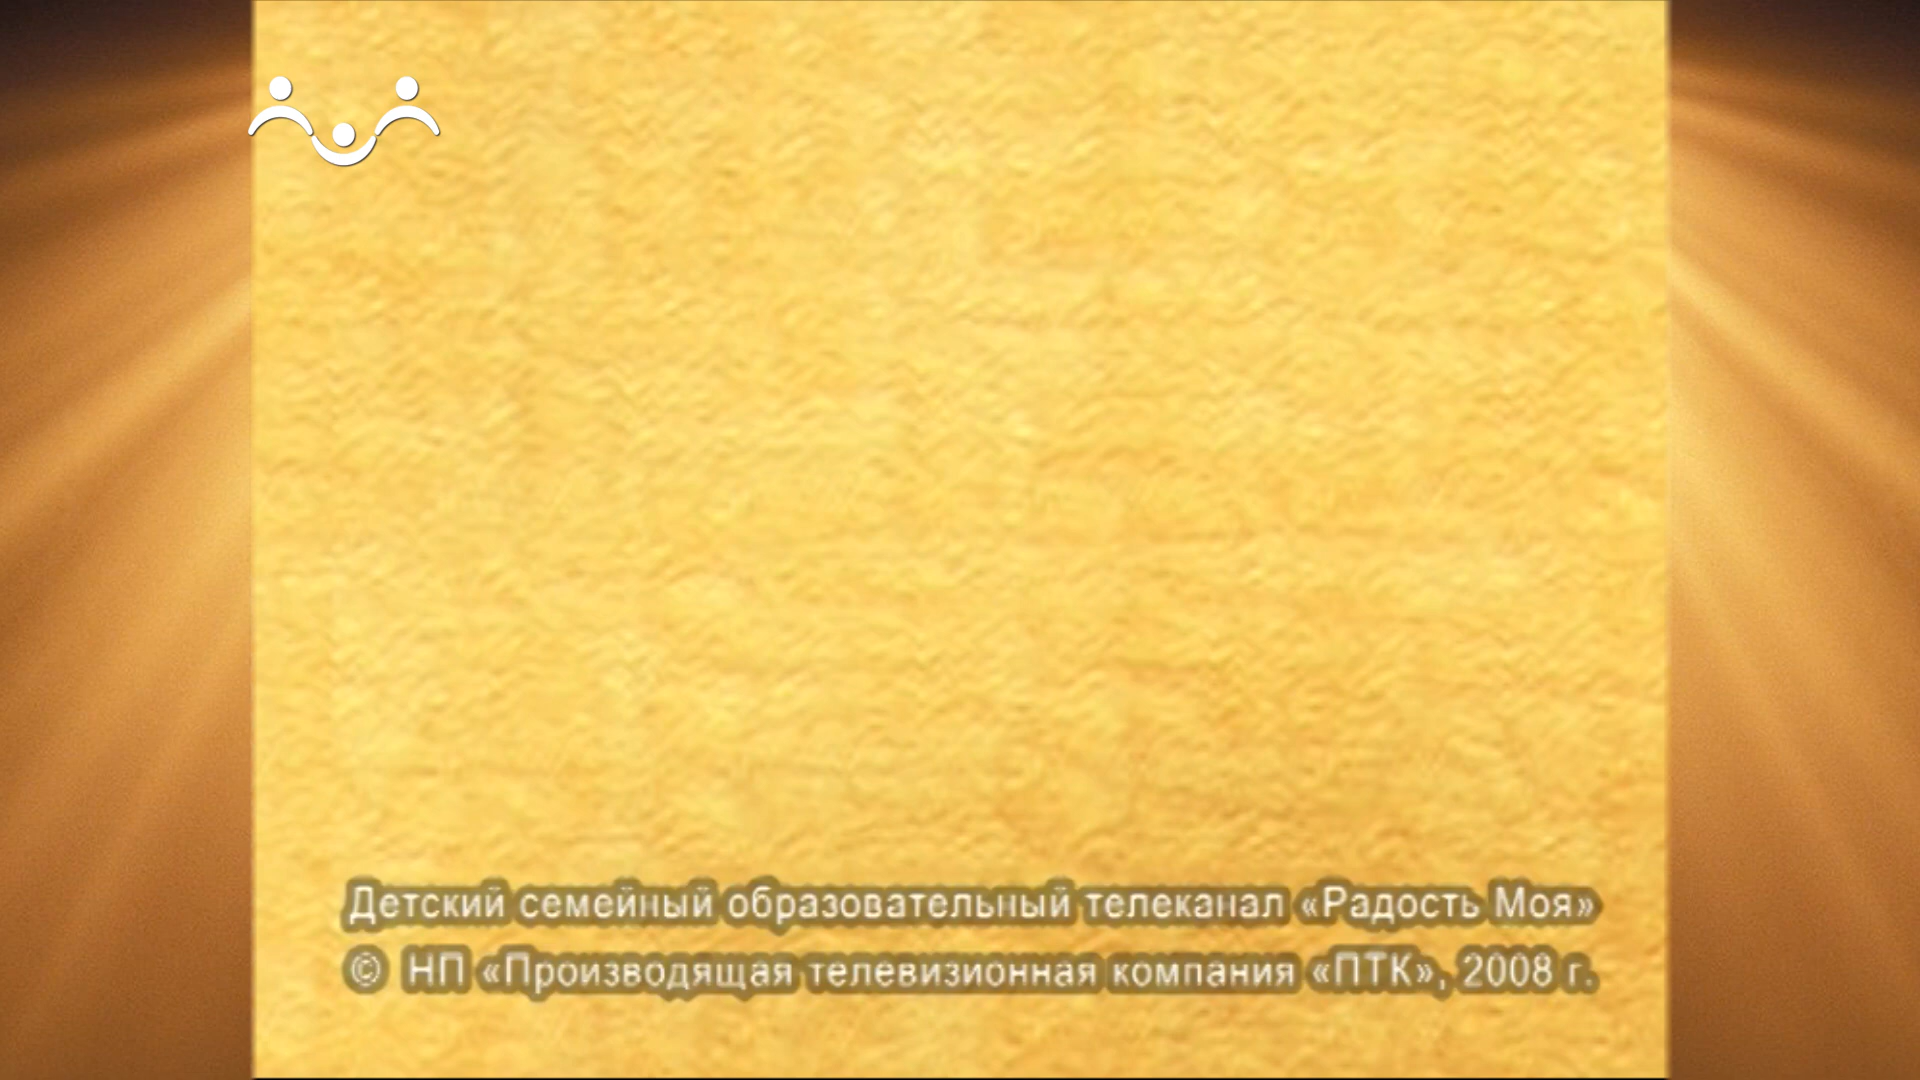 Детский семейный образовательный телеканал «Радость Моя»
© НП «Производящая телевизионная компания «ПТК», 2008 г.